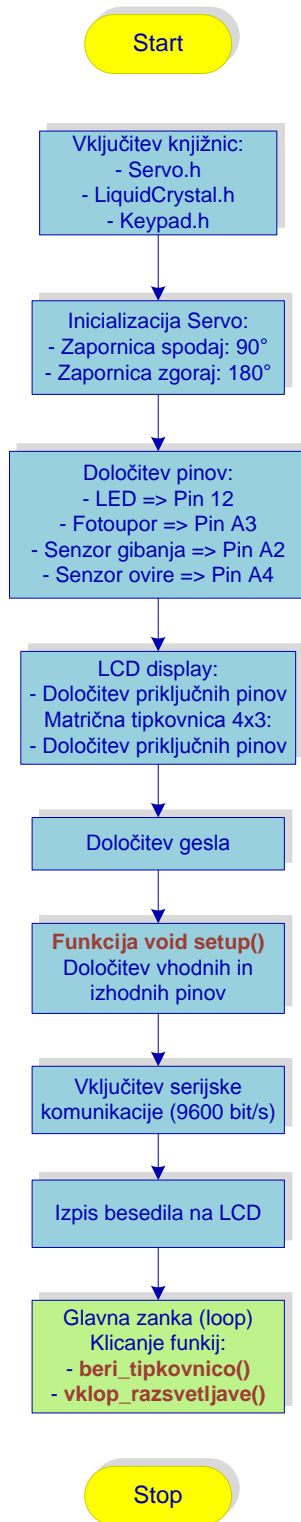 Start
Vključitev knjižnic:
- Servo.h
- LiquidCrystal.h
- Keypad.h
Inicializacija Servo:
- Zapornica spodaj: 90°
- Zapornica zgoraj: 180°
Določitev pinov:
- LED => Pin 12
- Fotoupor => Pin A3
- Senzor gibanja => Pin A2
- Senzor ovire => Pin A4
LCD display:
- Določitev priključnih pinov
Matrična tipkovnica 4x3:
- Določitev priključnih pinov
Določitev gesla
Funkcija void setup()
Določitev vhodnih in
izhodnih pinov
Vključitev serijske
komunikacije (9600 bit/s)
Izpis besedila na LCD
Glavna zanka (loop)
Klicanje funkij:
- beri_tipkovnico()
- vklop_razsvetljave()
Stop